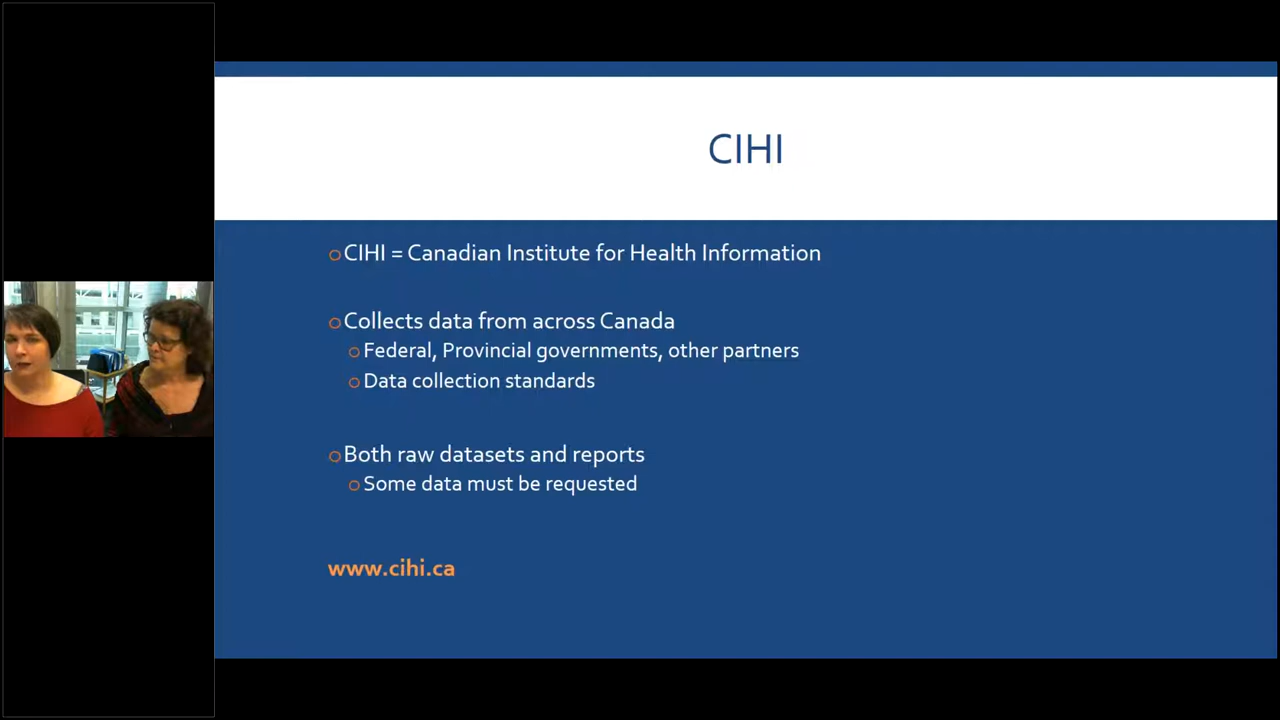 CIHI
CIHI = Canadian Institute for Health Information
Collects data from across Canada
Federal, Provincial governments, other partners
Data collection standards
Both raw datasets and reports
Some data must be requested
www.cihi.ca